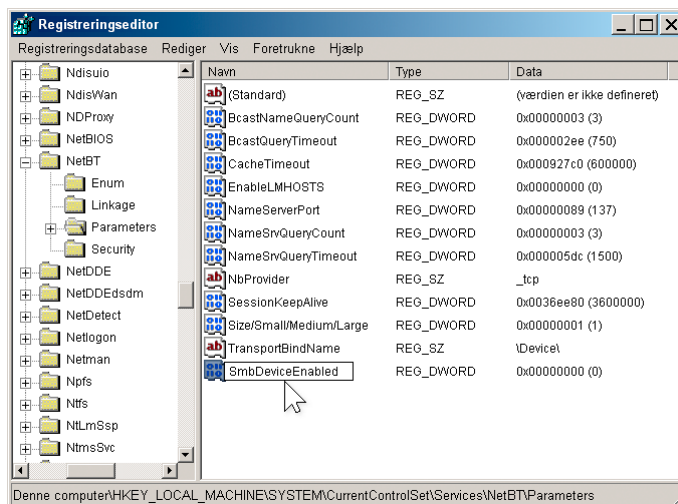 Registreringseditor
Registreringsdatabase Rediger Vis Foretrukne Hjælp
Ndisuio
NdisWan
NDProxy
NetBIOS
NetBT
Enum
Linkage
Parameters
Security
NetDDE
NetDDEdsdm
NetDetect
Netlogon
Netman
Npfs
Ntfs
NtLmSsp
NtmsSvc
Navn Type Data
(Standard) REG_SZ (værdien er ikke defineret)
BcastNameQueryCount REG_DWORD 0x00000003 (3)
BcastQueryTimeout REG_DWORD 0x000002ee (750)
CacheTimeout REG_DWORD 0x000927c0 (600000)
EnableLMHOSTS REG_DWORD 0x00000000 (0)
NameServerPort REG_DWORD 0x00000089 (137)
NameSrvQueryCount REG_DWORD 0x00000003 (3)
NameSrvQueryTimeout REG_DWORD 0x000005dc (1500)
NbProvider REG_SZ _tcp
SessionKeepAlive REG_DWORD 0x0036ee80 (3600000)
Size/Small/Medium/Large REG_DWORD 0x00000001 (1)
TransportBindName REG_SZ \Device\
SmbDeviceEnabled REG_DWORD 0x00000000 (0)
Denne computer\HKEY_LOCAL_MACHINE\SYSTEM\CurrentControlSet\Services\NetBT\Parameters